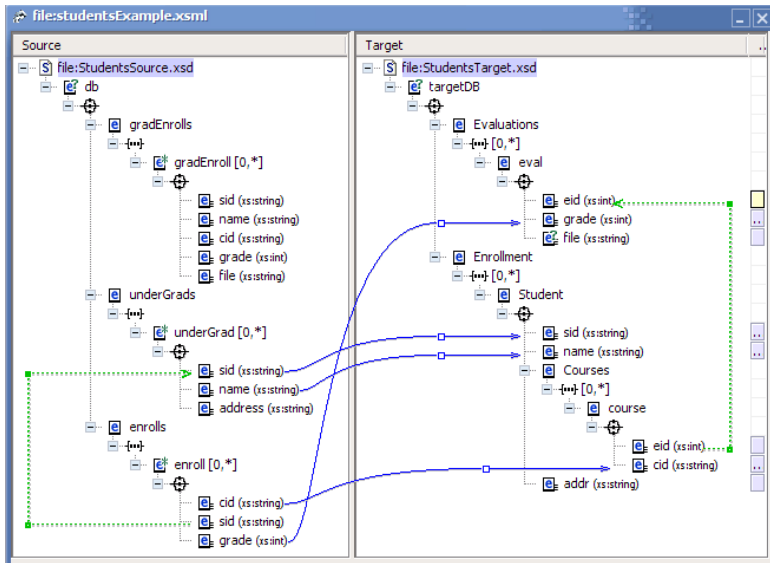 file:studentsExample.xsml
Source
file:StudentsSource.xsd
db
gradEnrolls
gradEnroll [0,*]
sid (xs:string)
name (xs:string)
cid (xs:string)
grade (xs:int)
file (xs:string)
underGrads
underGrad [0,*]
sid (xs:string)
name (xs:string)
address (xs:string)
enrolls
enroll [0,*]
cid (xs:string)
sid (xs:string)
grade (xs:int)
Target
..
file:StudentsTarget.xsd
targetDB
Evaluations
[0,*]
eval
eid (xs:int)
grade (xs:int)
..
file (xs:string)
Enrollment
[0,*]
Student
sid (xs:string)
..
name (xs:string)
..
Courses
[0,*]
course
eid (xs:int)
cid (xs:string)
..
addr (xs:string)